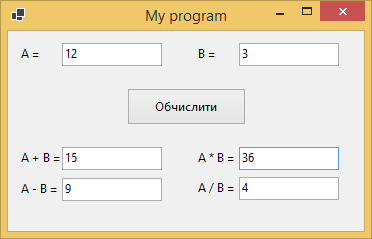 My program
A = 12 B = 3
Обчислити
A + B = 15 A * B = 36
A - B = 9 A / B = 4